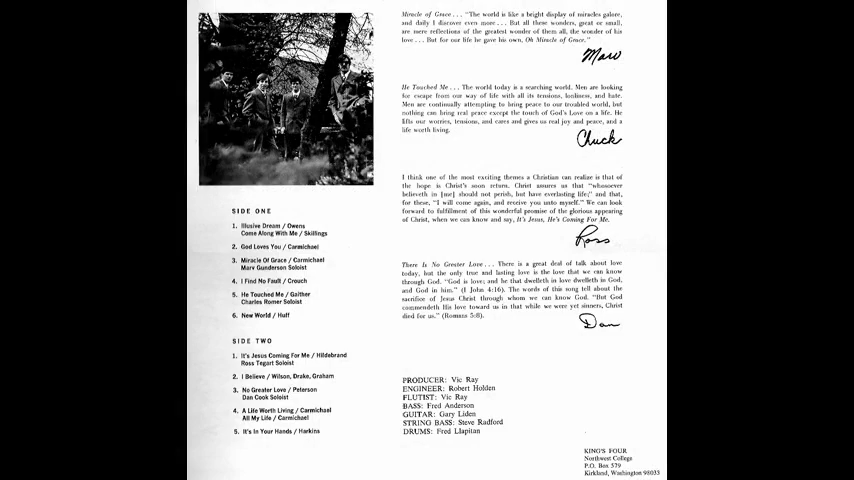 SIDE ONE
1. Illusive Dream / Owens
Come Along With Me / Skillings
2. God Loves You / Carmichael
3. Miracle Of Grace / Carmichael
Marv Gunderson Soloist
4. I Find No Fault / Crouch
5. He Touched Me / Gaither
Charles Romer Soloist
6. New World / Huff
SIDE TWO
1. It's Jesus Coming For Me / Hildebrand
Ross Tegart Soloist
2. I Believe / Wilson, Drake, Graham
3. No Greater Love / Peterson
Dan Cook Soloist
4. A Life Worth Living / Carmichael
All My Life / Carmichael
5. It's In Your Hands / Harkins
Miracle of Grace . . . "The world is like a bright display of miracles galore,
and daily I discover even more . . . But all these wonders, great or small,
are mere reflections of the greatest wonder of them all, the wonder of his
love . . . But for our life he gave his own, Oh Miracle of Grace."
Marv
He Touched Me . . . The world today is a searching world. Men are looking
for escape from our way of life with all its tensions, lonliness, and hate.
Men are continually attempting to bring peace to our troubled world, but
nothing can bring real peace except the touch of God's Love on a life. He
lifts our worries, tensions, and cares and gives us real joy and peace, and a
life worth living.
Chuck
I think one of the most exciting themes a Christian can realize is that of
the hope is Christ's soon return. Christ assures us that "whosoever
believeth in [me] should not perish, but have everlasting life;" and that,
for these, "I will come again, and receive you unto myself." We can look
forward to fulfillment of this wonderful promise of the glorious appearing
of Christ, when we can know and say, It's Jesus, He's Coming For Me.
Ross
There Is No Greater Love . . . There is a great deal of talk about love
today, but the only true and lasting love is the love that we can know
through God. "God is love; and he that dwelleth in love dwelleth in God,
and God in him." (I John 4:16). The words of this song tell about the
sacrifice of Jesus Christ through whom we can know God. "But God
commendeth His love toward us in that while we were yet sinners, Christ
died for us." (Romans 5:8).
Dan
PRODUCER: Vic Ray
ENGINEER: Robert Holden
FLUTIST: Vic Ray
BASS: Fred Anderson
GUITAR: Gary Liden
STRING BASS: Steve Radford
DRUMS: Fred Llapitan
KING'S FOUR
Northwest College
P.O. Box 579
Kirkland, Washington 98033